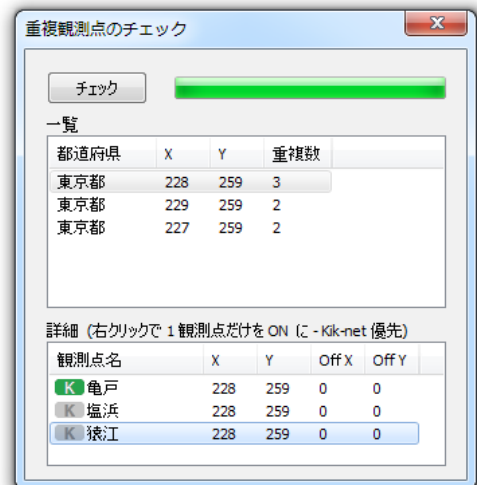 重複観測点のチェック
x
チェック
一覧
都道府県 X Y 重複数
東京都 228 259 3
東京都 229 259 2
東京都 227 259 2
詳細 (右クリックで 1 観測点だけを ON に - Kik-net 優先)
観測点名 X Y Off X Off Y
K 亀戸 228 259 0 0
K 塩浜 228 259 0 0
K 猿江 228 259 0 0